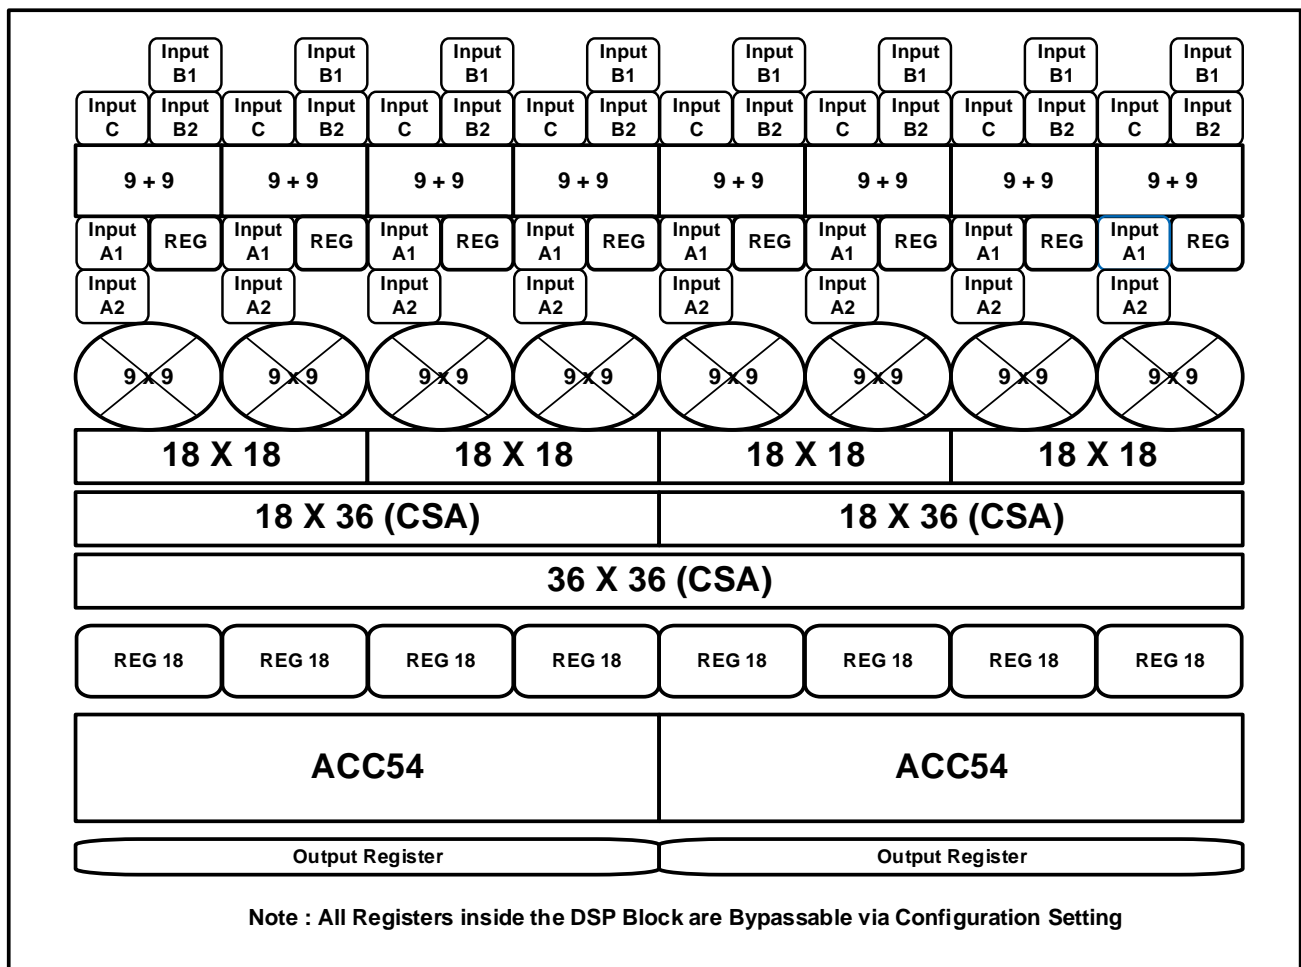 Input B1 Input B1 Input B1 Input B1 Input B1 Input B1 Input B1 Input B1
Input C Input B2 Input C Input B2 Input C Input B2 Input C Input B2 Input C Input B2 Input C Input B2 Input C Input B2 Input C Input B2
9 + 9 9 + 9 9 + 9 9 + 9 9 + 9 9 + 9 9 + 9 9 + 9
Input A1 REG Input A1 REG Input A1 REG Input A1 REG Input A1 REG Input A1 REG Input A1 REG Input A1 REG
Input A2 Input A2 Input A2 Input A2 Input A2 Input A2 Input A2 Input A2
9 x 9 9 x 9 9 x 9 9 x 9 9 x 9 9 x 9 9 x 9 9 x 9
18 X 18 18 X 18 18 X 18 18 X 18
18 X 36 (CSA) 18 X 36 (CSA)
36 X 36 (CSA)
REG 18 REG 18 REG 18 REG 18 REG 18 REG 18 REG 18 REG 18
ACC54 ACC54
Output Register Output Register
Note : All Registers inside the DSP Block are Bypassable via Configuration Setting